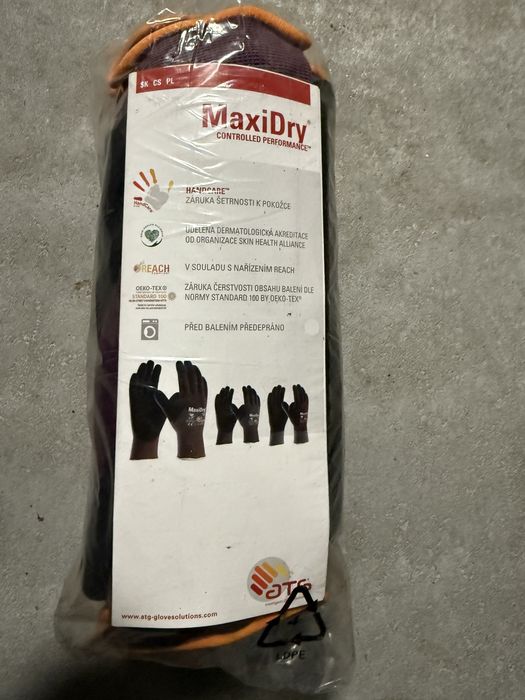 SK CS PL
MaxiDry®
CONTROLLED PERFORMANCE™
HANDCARE™
ZÁRUKA ŠETRNOSTI K POKOŽCE
HandCare
UDĚLENA DERMATOLOGICKÁ AKREDITACE
OD ORGANIZACE SKIN HEALTH ALLIANCE
REACH
V SOULADU S NAŘÍZENÍM REACH
OEKO-TEX®
STANDARD 100
ZÁRUKA ČERSTVOSTI OBSAHU BALENÍ DLE
NORMY STANDARD 100 BY OEKO-TEX®
PŘED BALENÍM PŘEDEPRÁNO
MaxiDry
ATG
www.atg-glovesolutions.com
LDPE